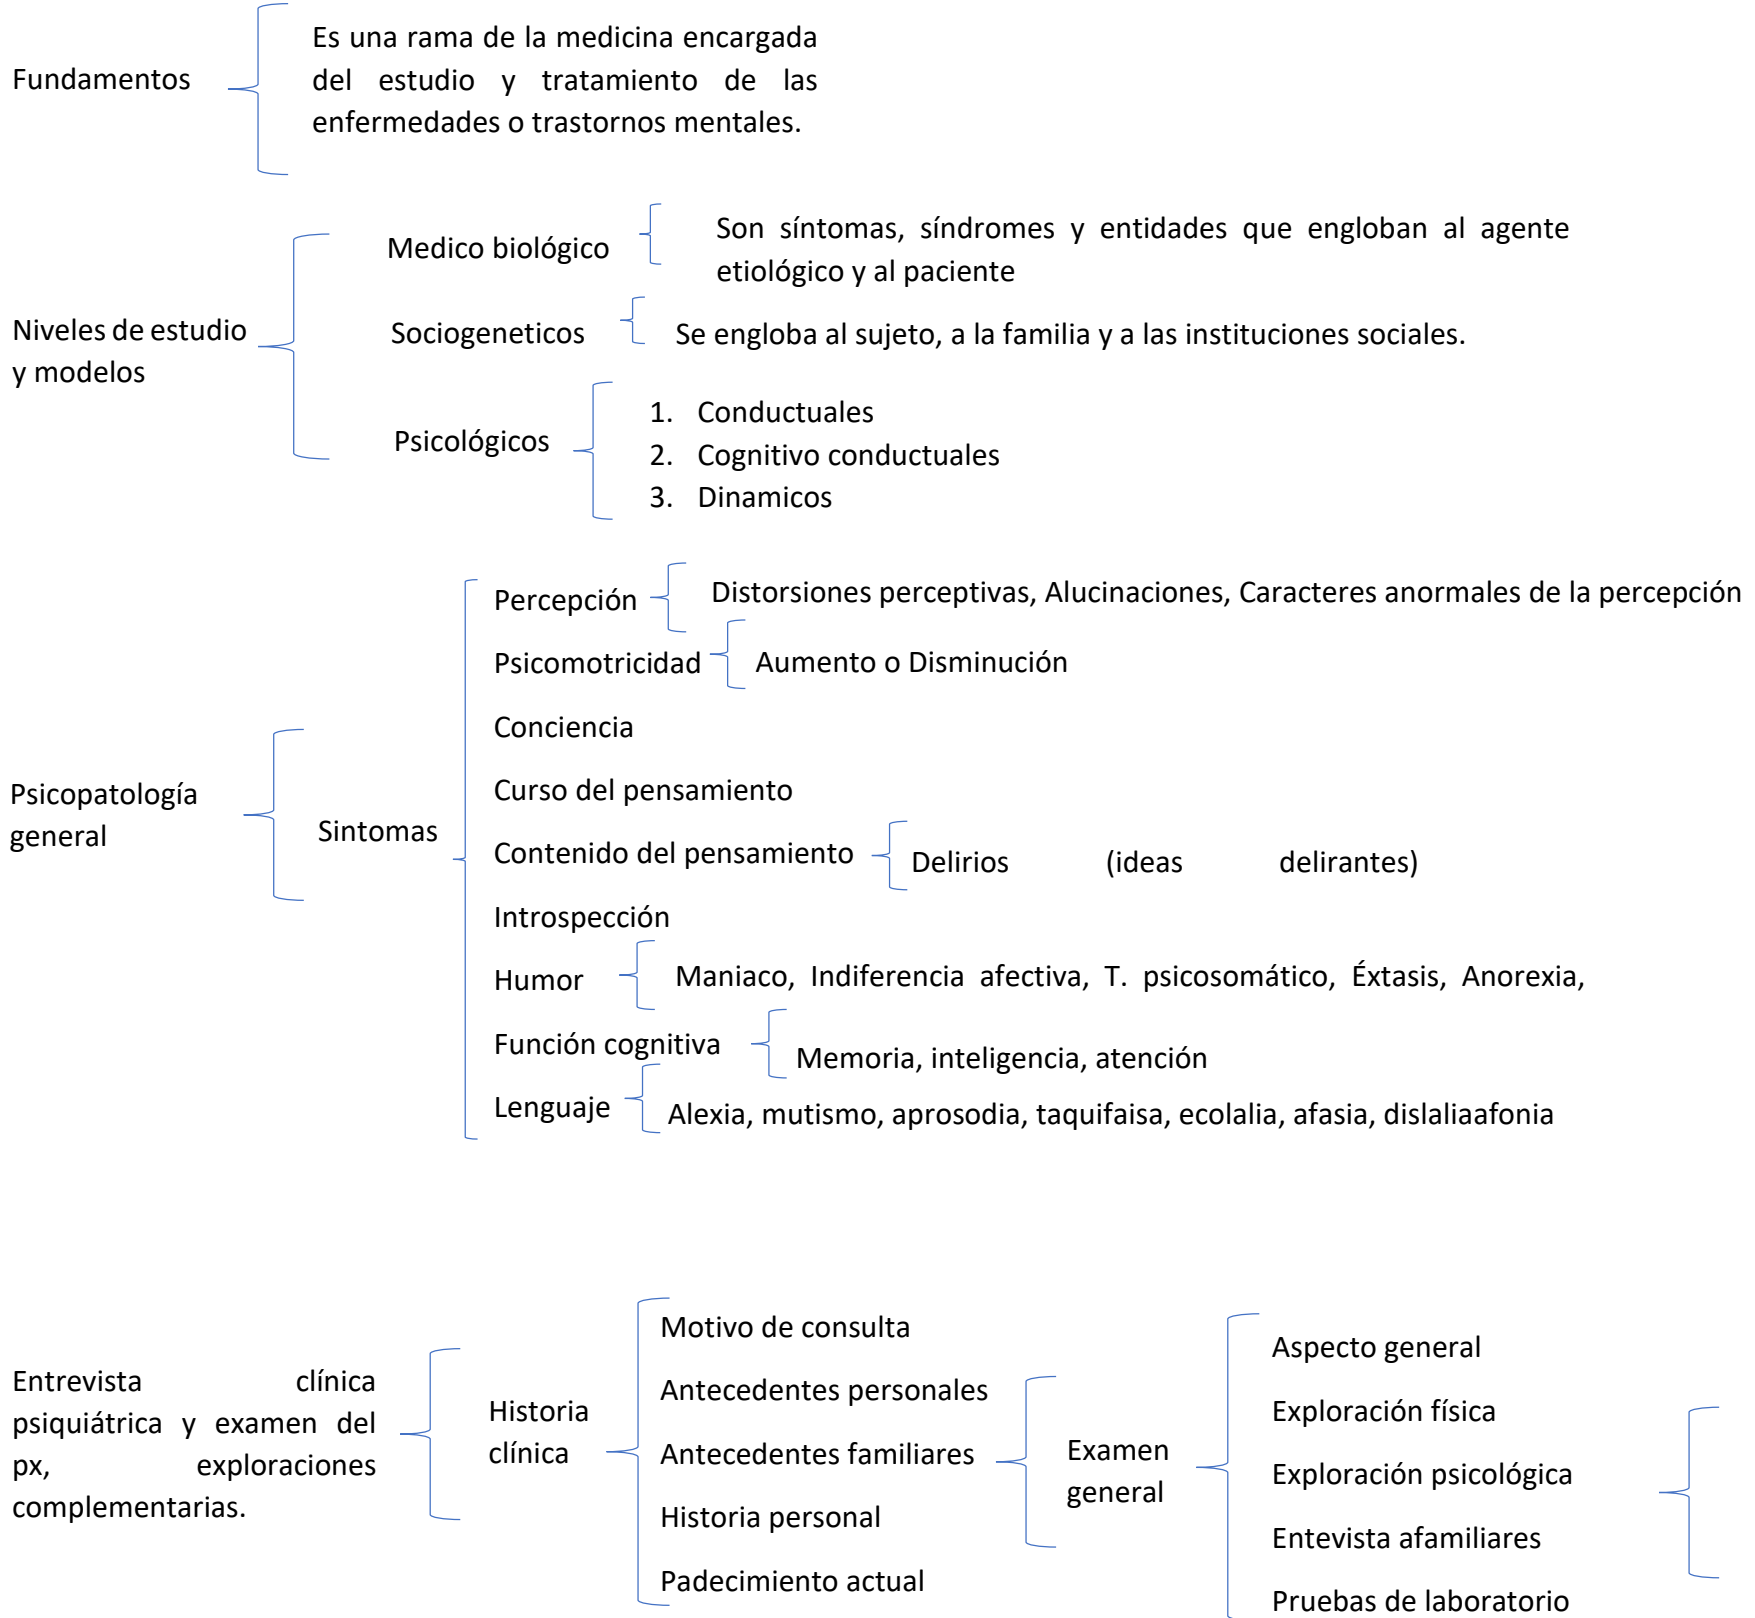 Fundamentos
Es una rama de la medicina encargada
del estudio y tratamiento de las
enfermedades o trastornos mentales.
Niveles de estudio
y modelos
Medico biológico
Son síntomas, síndromes y entidades que engloban al agente
etiológico y al paciente
Sociogeneticos
Se engloba al sujeto, a la familia y a las instituciones sociales.
Psicológicos
1. Conductuales
2. Cognitivo conductuales
3. Dinamicos
Psicopatología
general
Sintomas
Percepción
Distorsiones perceptivas, Alucinaciones, Caracteres anormales de la percepción
Psicomotricidad
Aumento o Disminución
Conciencia
Curso del pensamiento
Contenido del pensamiento
Delirios (ideas delirantes)
Introspección
Humor
Maniaco, Indiferencia afectiva, T. psicosomático, Éxtasis, Anorexia,
Función cognitiva
Memoria, inteligencia, atención
Lenguaje
Alexia, mutismo, aprosodia, taquifaisa, ecolalia, afasia, dislaliaafonia
Entrevista clínica
psiquiátrica y examen del
px, exploraciones
complementarias.
Historia
clínica
Motivo de consulta
Antecedentes personales
Antecedentes familiares
Historia personal
Padecimiento actual
Examen
general
Aspecto general
Exploración física
Exploración psicológica
Entevista afamiliares
Pruebas de laboratorio